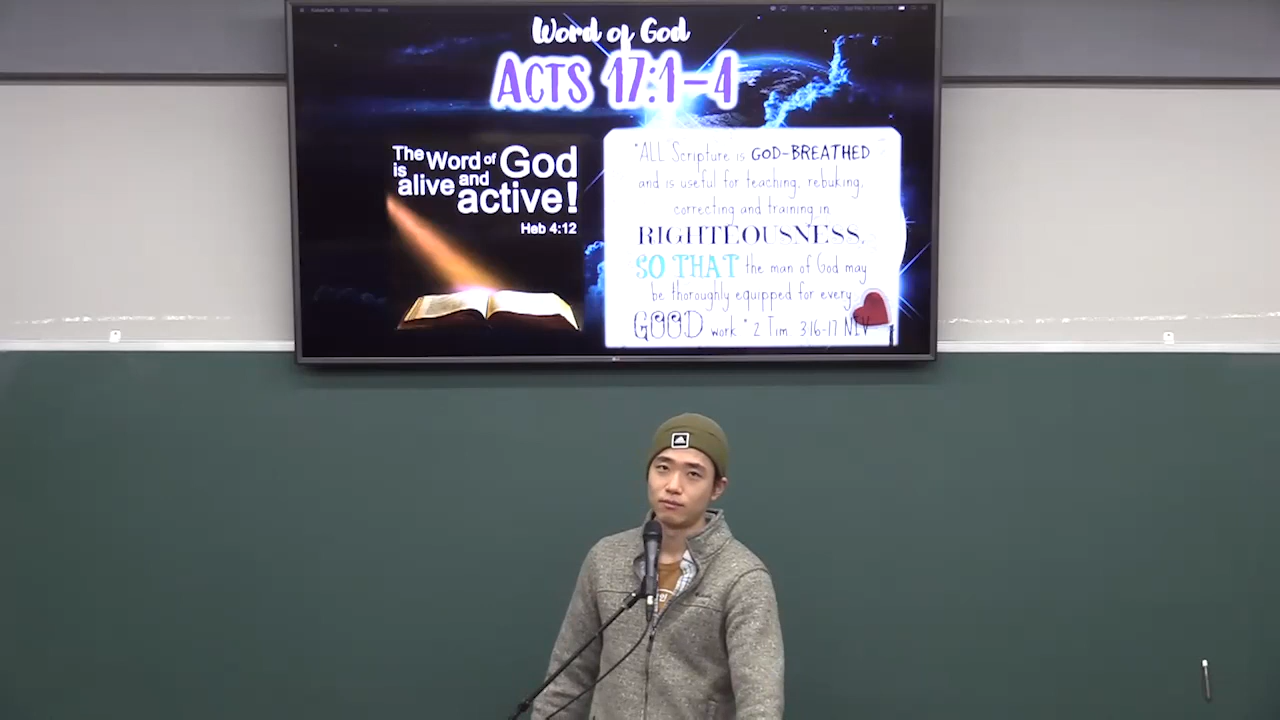 Word of God
ACTS 17:1-4
The Word of God
is alive and active!
Heb 4:12
"ALL Scripture is GOD-BREATHED
and is useful for teaching, rebuking,
correcting and training in
RIGHTEOUSNESS,
SO THAT the man of God may
be thoroughly equipped for every
GOOD work." 2 Tim 3:16-17 NIV